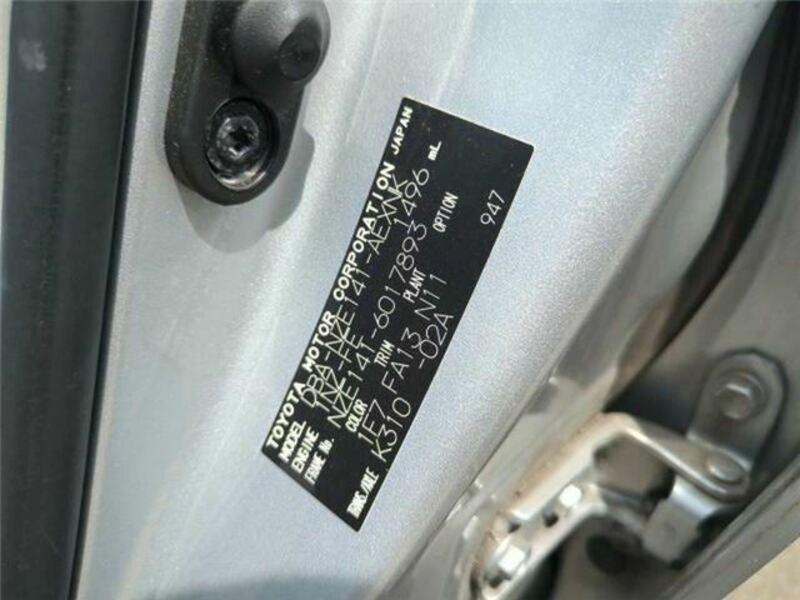 TOYOTA MOTOR CORPORATION JAPAN
MODEL DBA-NZE141-AEXNK
ENGINE 1NZ-FE 1496 mL
FRAME No. NZE141-6017893
COLOR TRIM PLANT OPTION
1E7 FA13 N11
TRANS./AXLE K310 -02A
947